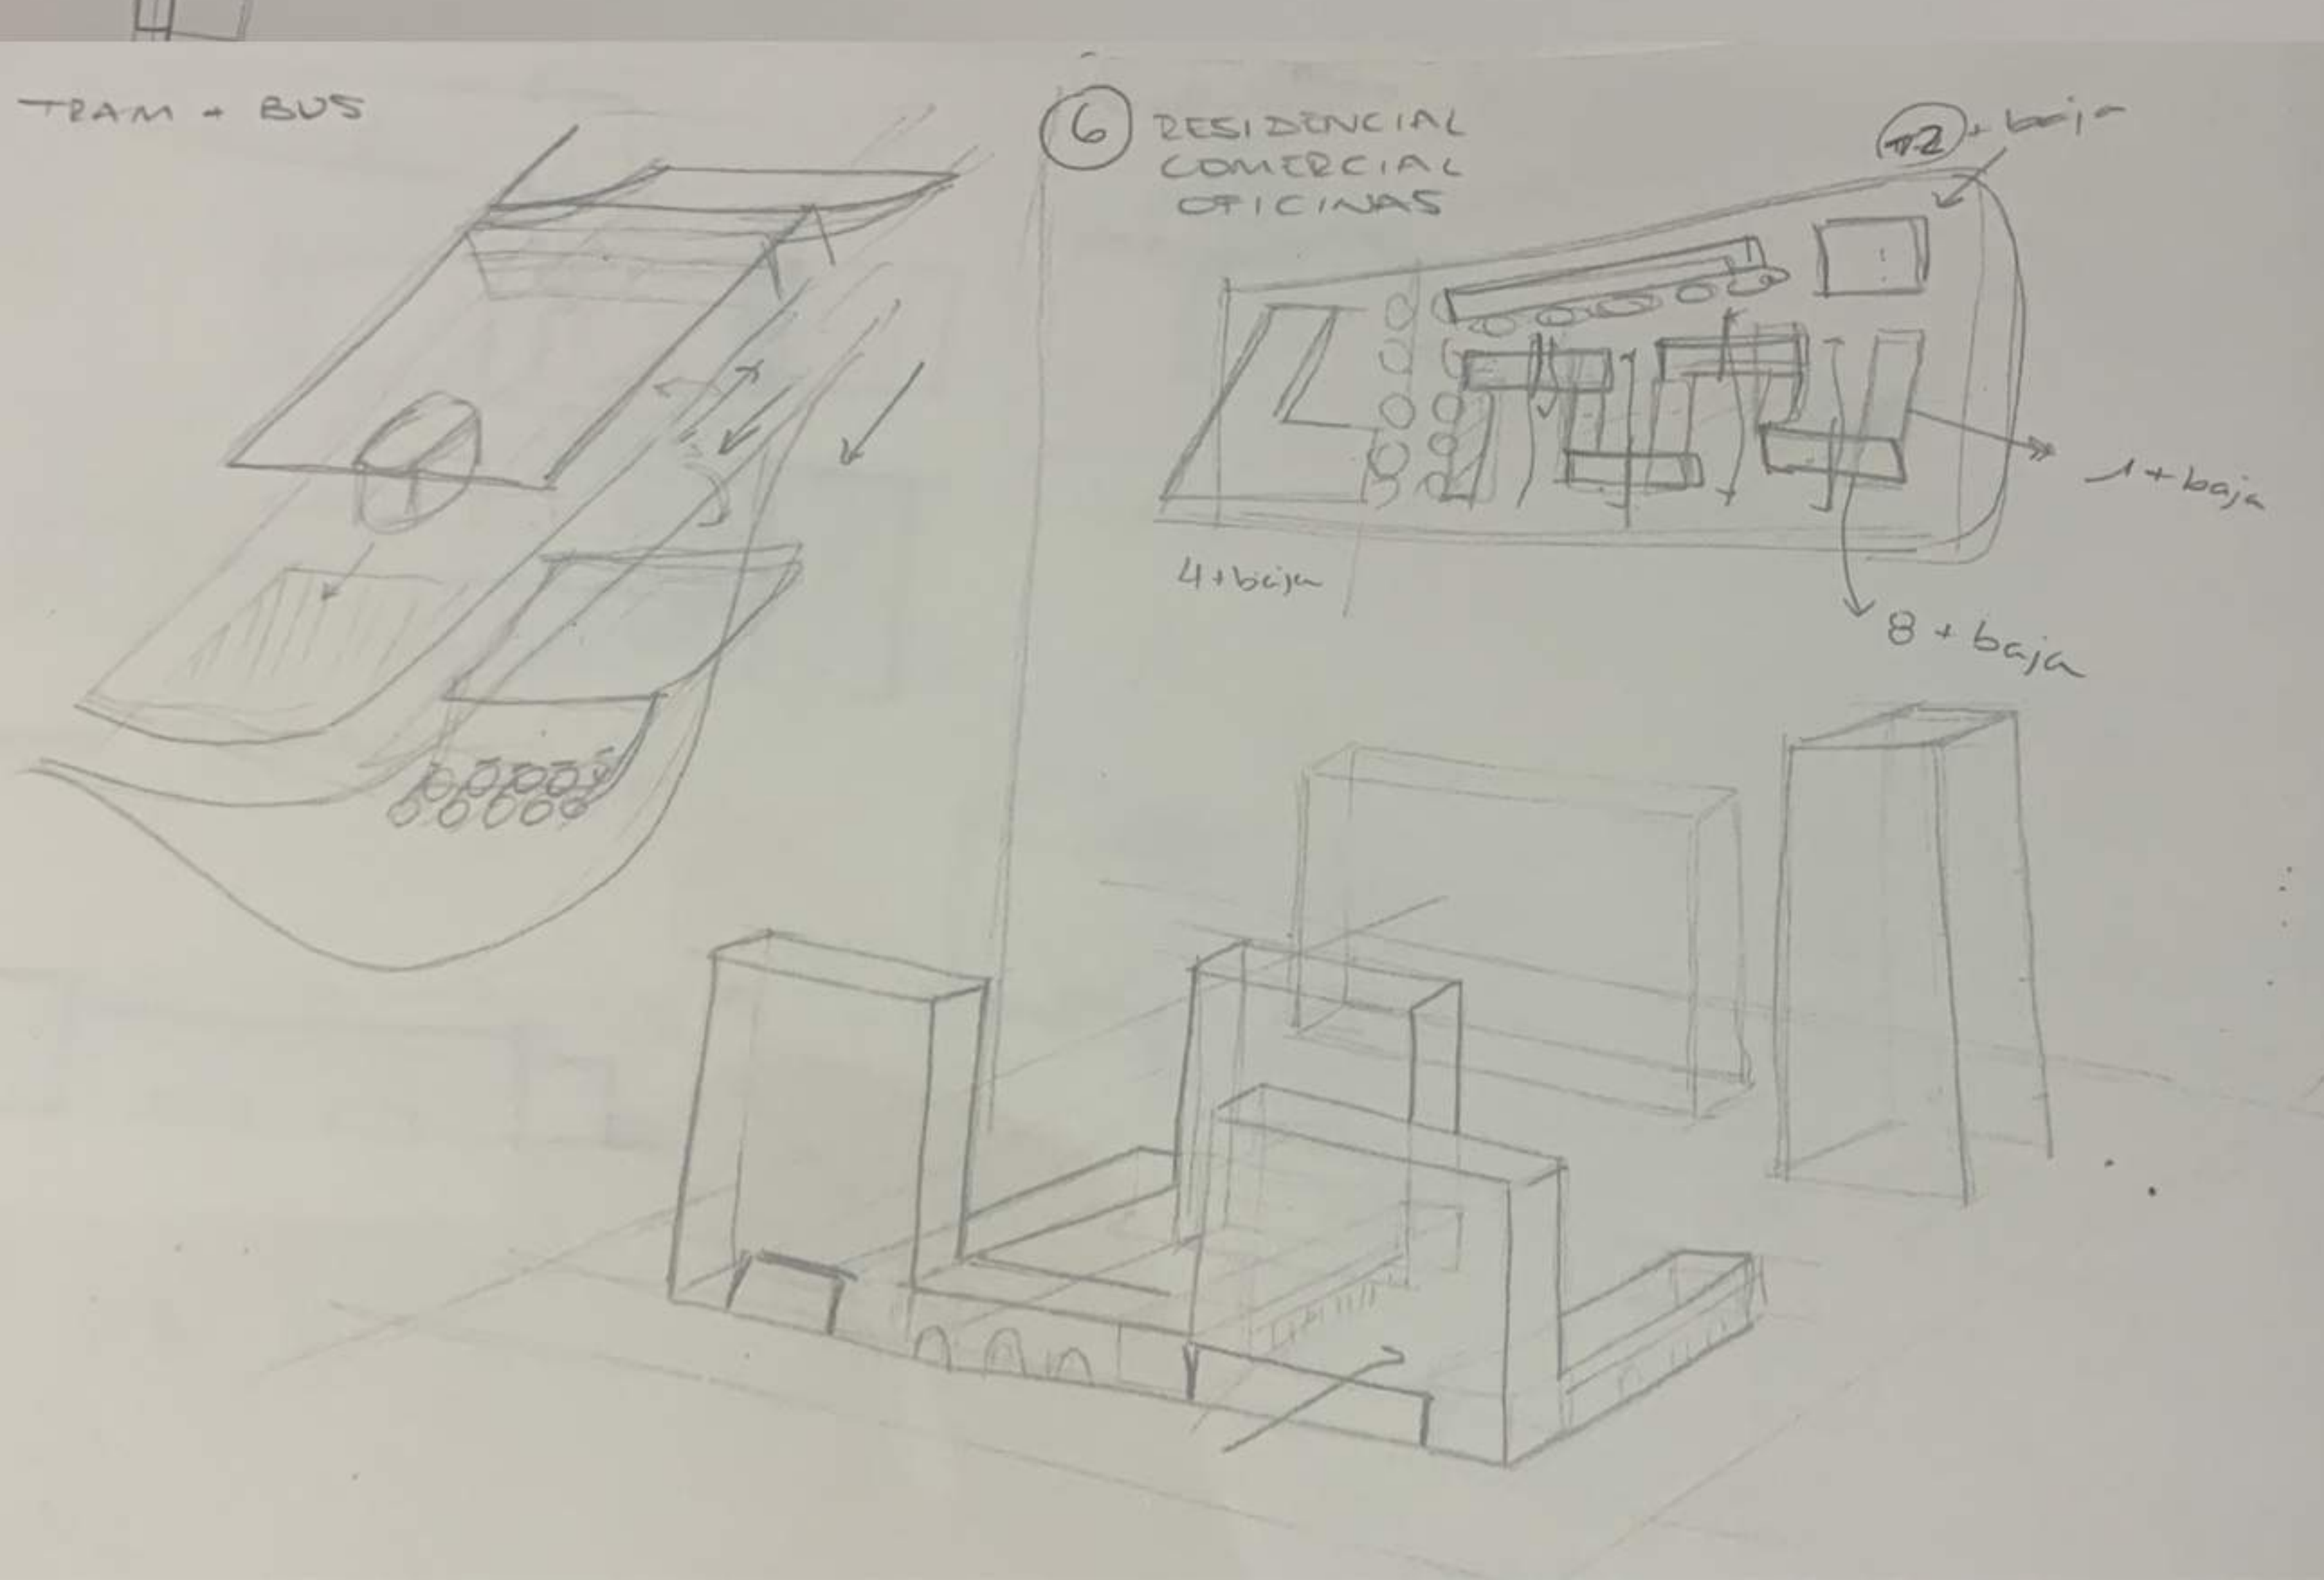 TRAM + BUS
6
RESIDENCIAL
COMERCIAL
OFICINAS
+ baja
1 + baja
4 + baja
8 + baja